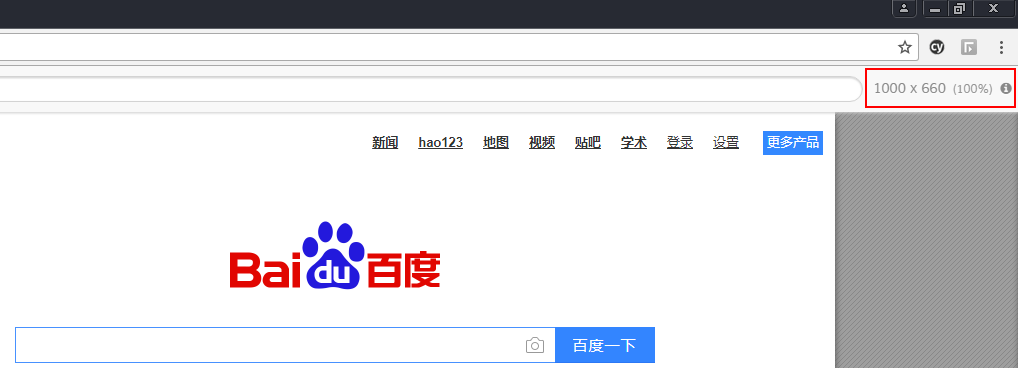 cy
1000 x 660 (100%)
新闻 hao123 地图 视频 贴吧 学术 登录 设置 更多产品
Bai du 百度
百度一下